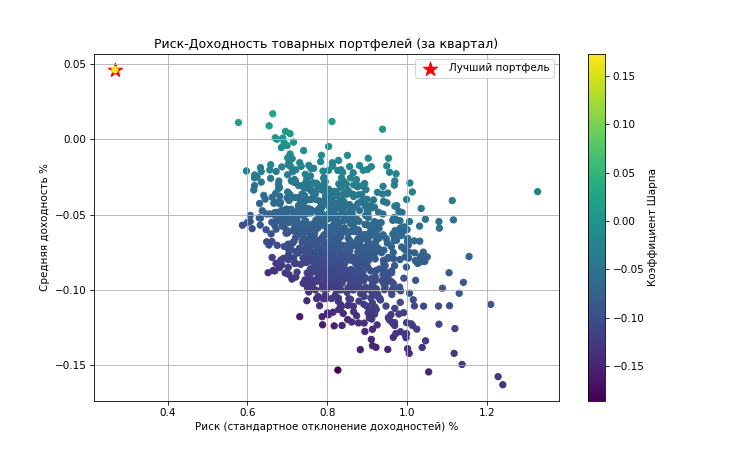 Риск-Доходность товарных портфелей (за квартал)
Лучший портфель
Средняя доходность %
0.05
0.00
−0.05
−0.10
−0.15
0.4 0.6 0.8 1.0 1.2
Риск (стандартное отклонение доходностей) %
0.15
0.10
0.05
0.00
−0.05
−0.10
−0.15
Коэффициент Шарпа